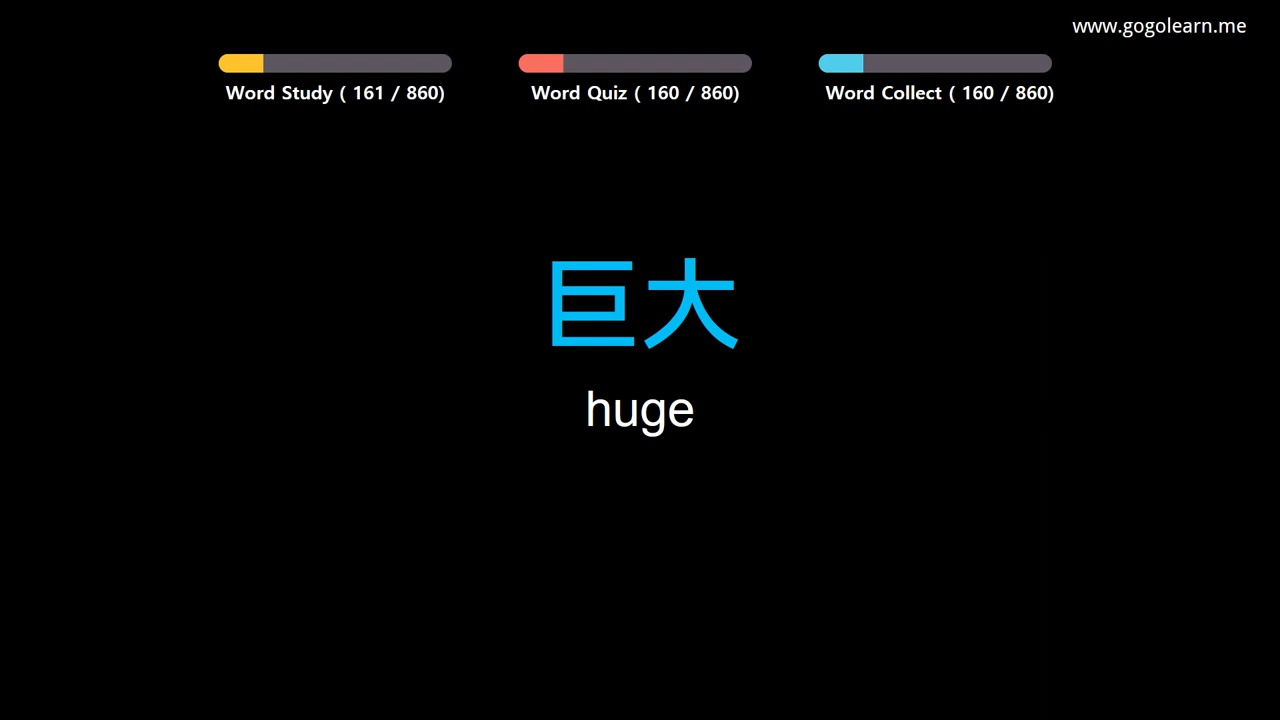 www.gogolearn.me
Word Study ( 161 / 860)
Word Quiz ( 160 / 860)
Word Collect ( 160 / 860)
巨大
huge